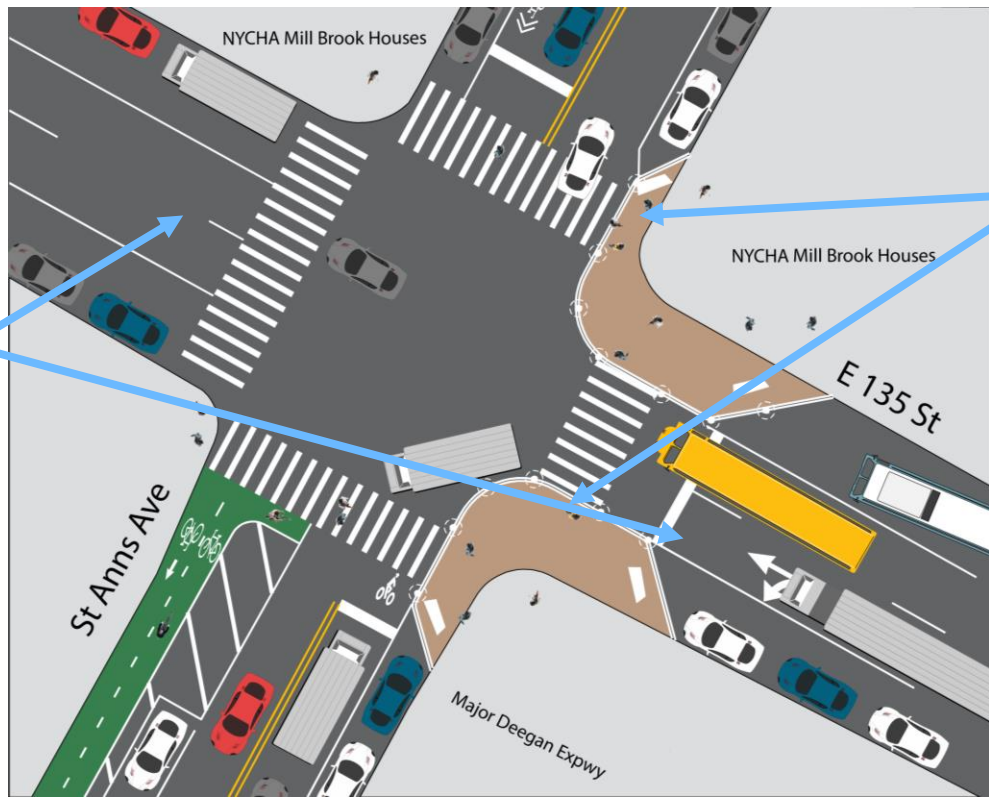 NYCHA Mill Brook Houses
NYCHA Mill Brook Houses
E 135 St
St Anns Ave
Major Deegan Expwy